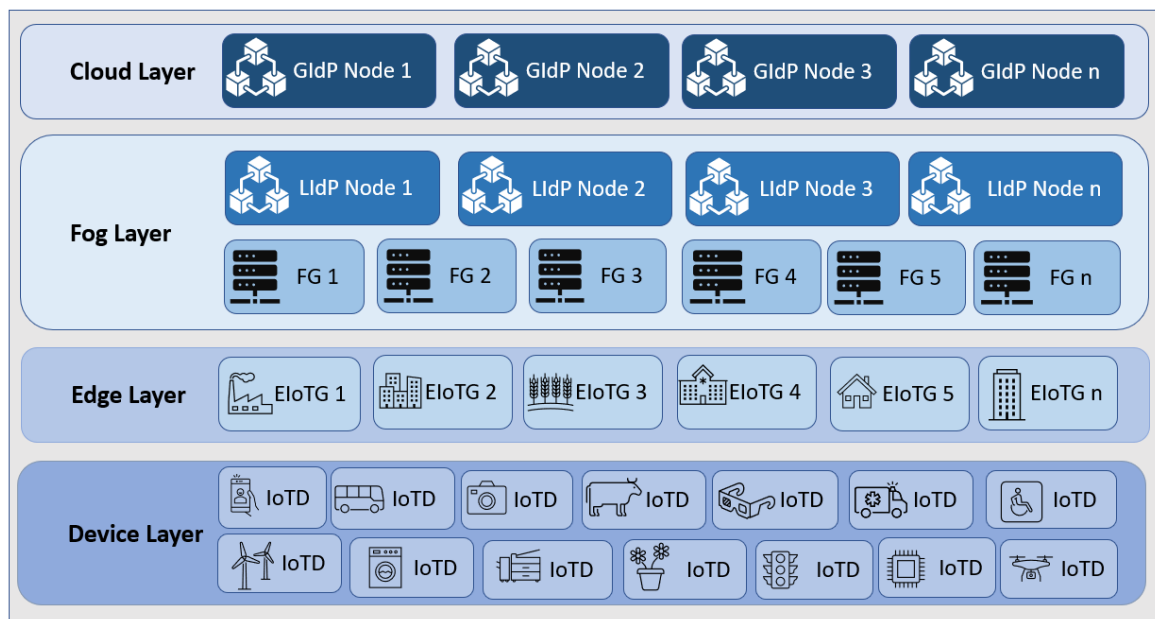 Cloud Layer
GIdP Node 1
GIdP Node 2
GIdP Node 3
GIdP Node n
Fog Layer
LIdP Node 1
LIdP Node 2
LIdP Node 3
LIdP Node n
FG 1
FG 2
FG 3
FG 4
FG 5
FG n
Edge Layer
EIoTG 1
EIoTG 2
EIoTG 3
EIoTG 4
EIoTG 5
EIoTG n
Device Layer
IoTD
IoTD
IoTD
IoTD
IoTD
IoTD
IoTD
IoTD
IoTD
IoTD
IoTD
IoTD
IoTD
IoTD